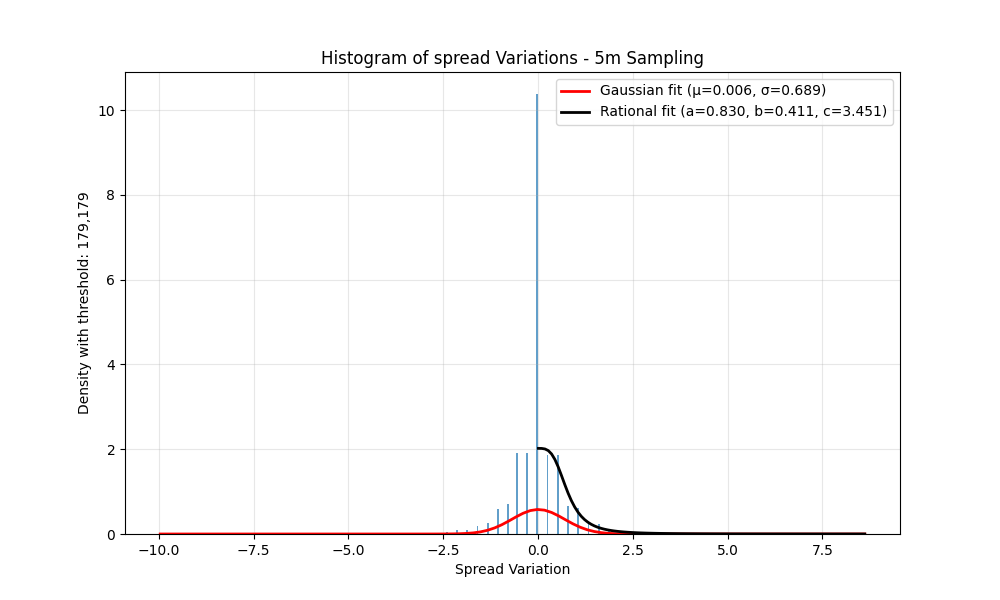 Histogram of spread Variations - 5m Sampling
Gaussian fit (μ=0.006, σ=0.689)
Rational fit (a=0.830, b=0.411, c=3.451)
Density with threshold: 179,179
10
8
6
4
2
0
−10.0 −7.5 −5.0 −2.5 0.0 2.5 5.0 7.5
Spread Variation